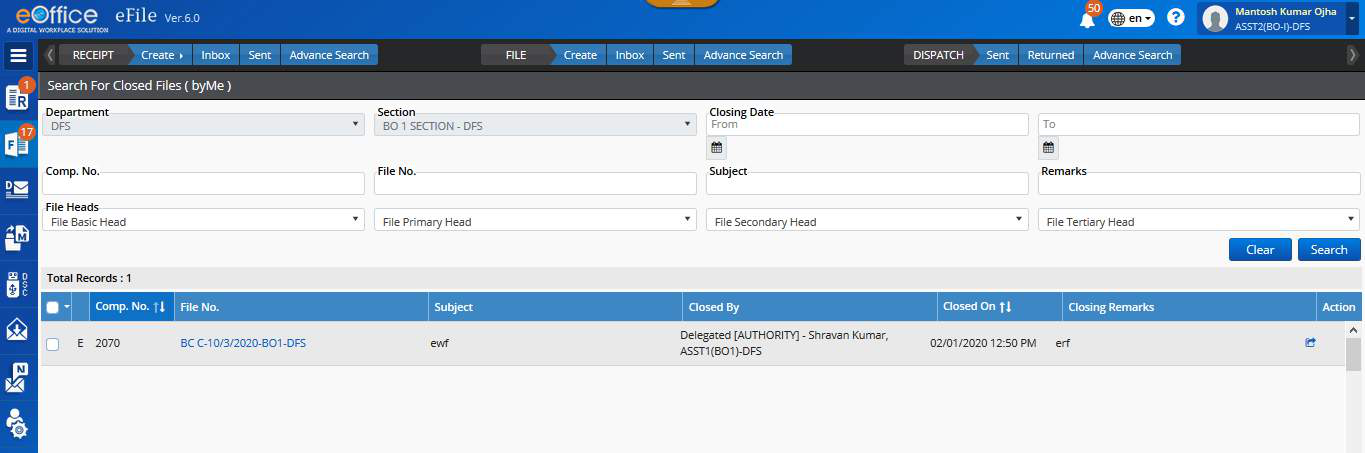 eOffice
A DIGITAL WORKPLACE SOLUTION
eFile Ver.6.0
50
en
?
Mantosh Kumar Ojha
ASST2(BO-I)-DFS
RECEIPT Create Inbox Sent Advance Search FILE Create Inbox Sent Advance Search DISPATCH Sent Returned Advance Search
1
R
Search For Closed Files ( byMe )
17
F
Department Section Closing Date
DFS BO 1 SECTION - DFS From To
Comp. No. File No. Subject Remarks
D
File Heads
File Basic Head File Primary Head File Secondary Head File Tertiary Head
M
Clear Search
DSC
Total Records : 1
Comp. No. File No. Subject Closed By Closed On Closing Remarks Action
E 2070 BC C-10/3/2020-BO1-DFS ewf Delegated [AUTHORITY] - Shravan Kumar, 02/01/2020 12:50 PM erf
ASST1(BO1)-DFS
N